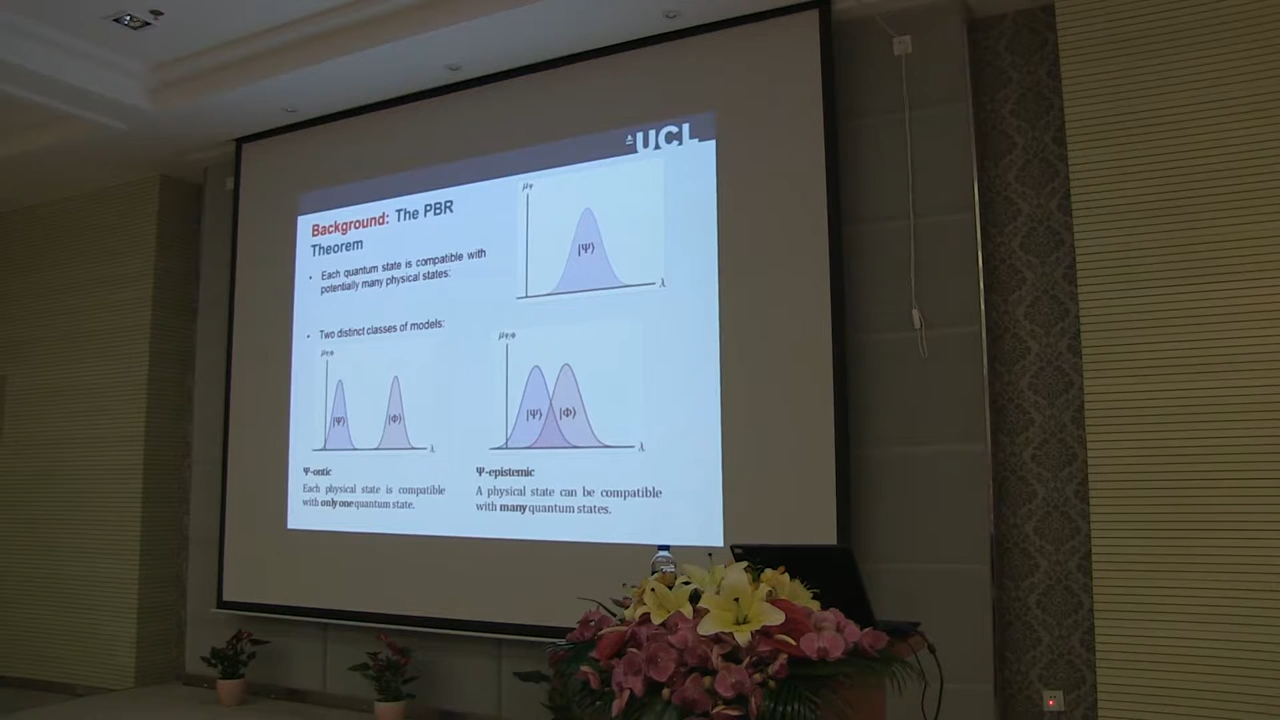 UCL
Background: The PBR
Theorem
• Each quantum state is compatible with
potentially many physical states:
μΨ
|Ψ⟩
λ
• Two distinct classes of models:
|Ψ⟩
|Φ⟩
λ
|Ψ⟩
|Φ⟩
λ
Ψ-ontic
Each physical state is compatible
with only one quantum state.
Ψ-epistemic
A physical state can be compatible
with many quantum states.